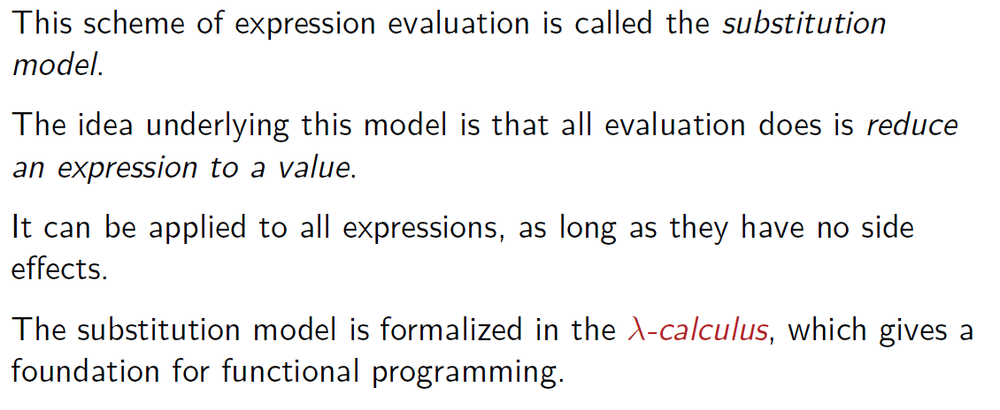 This scheme of expression evaluation is called the substitution
model.
The idea underlying this model is that all evaluation does is reduce
an expression to a value.
It can be applied to all expressions, as long as they have no side
effects.
The substitution model is formalized in the λ-calculus, which gives a
foundation for functional programming.